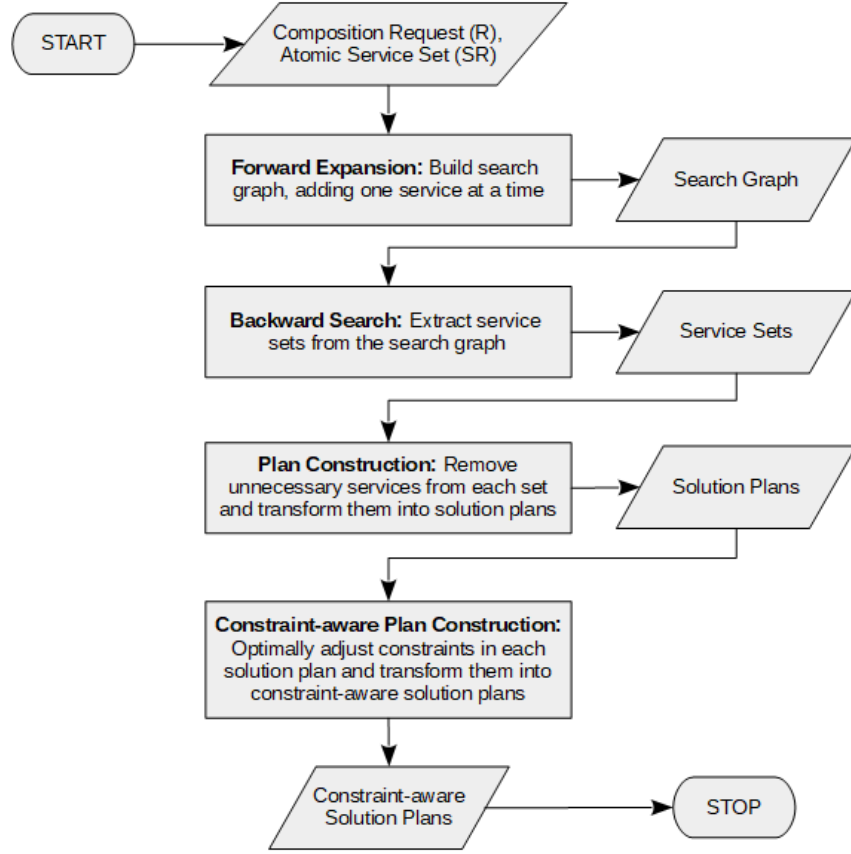 START
Composition Request (R),
Atomic Service Set (SR)
Forward Expansion: Build search
graph, adding one service at a time
Search Graph
Backward Search: Extract service
sets from the search graph
Service Sets
Plan Construction: Remove
unnecessary services from each set
and transform them into solution plans
Solution Plans
Constraint-aware Plan Construction:
Optimally adjust constraints in each
solution plan and transform them into
constraint-aware solution plans
Constraint-aware
Solution Plans
STOP